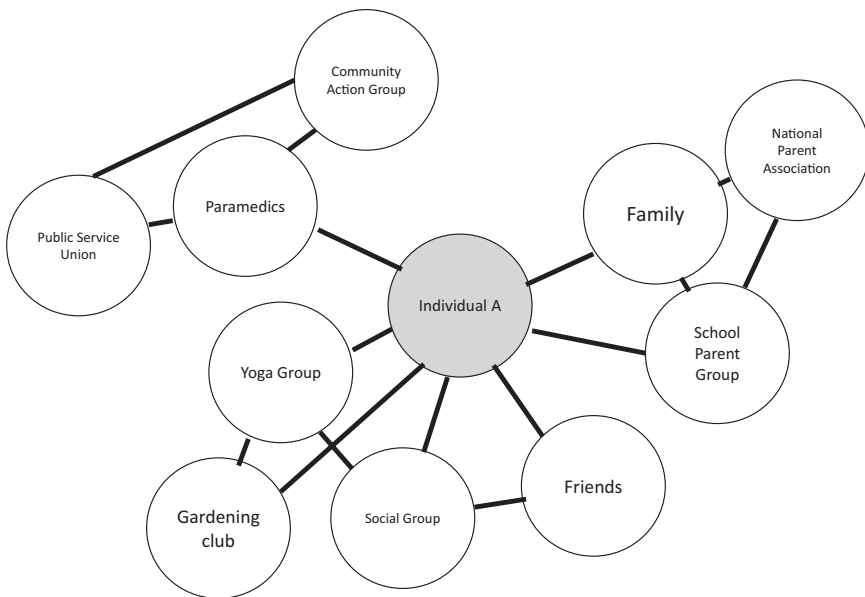 Community
Action Group
National
Parent
Association
Paramedics
Family
Public Service
Union
Individual A
School
Parent
Group
Yoga Group
Gardening
club
Social Group
Friends